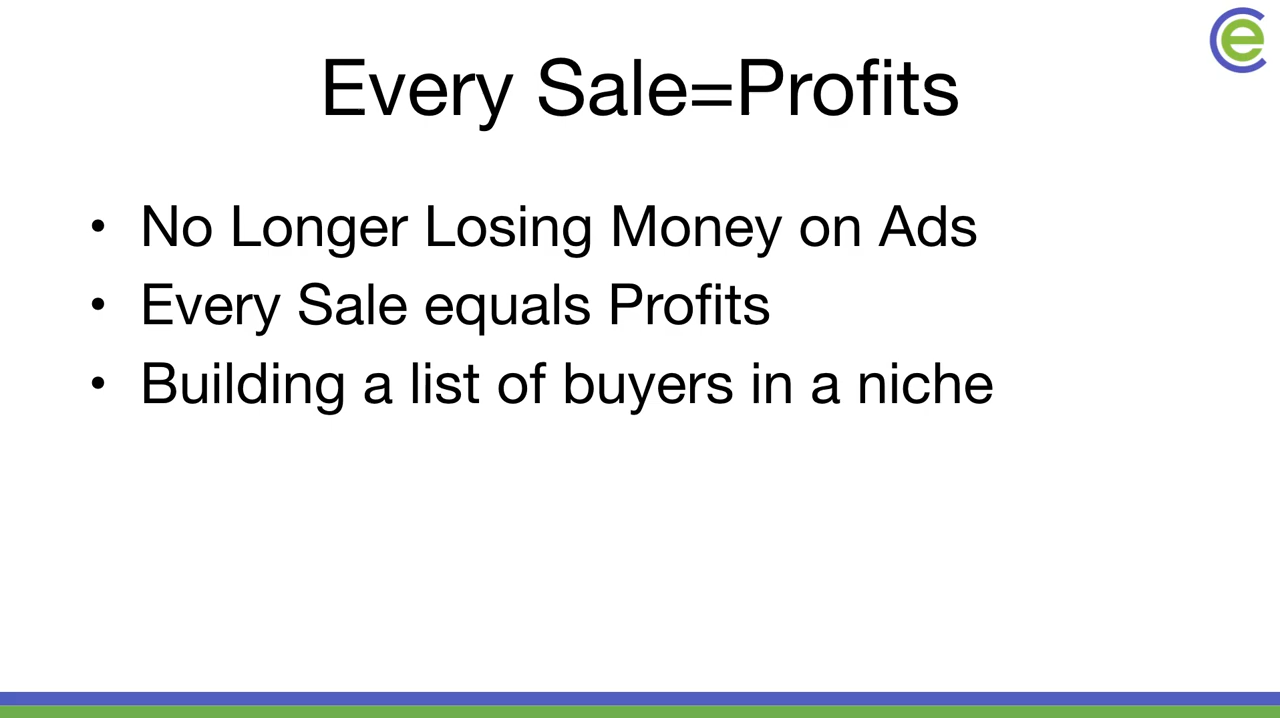 Every Sale=Profits
• No Longer Losing Money on Ads
• Every Sale equals Profits
• Building a list of buyers in a niche